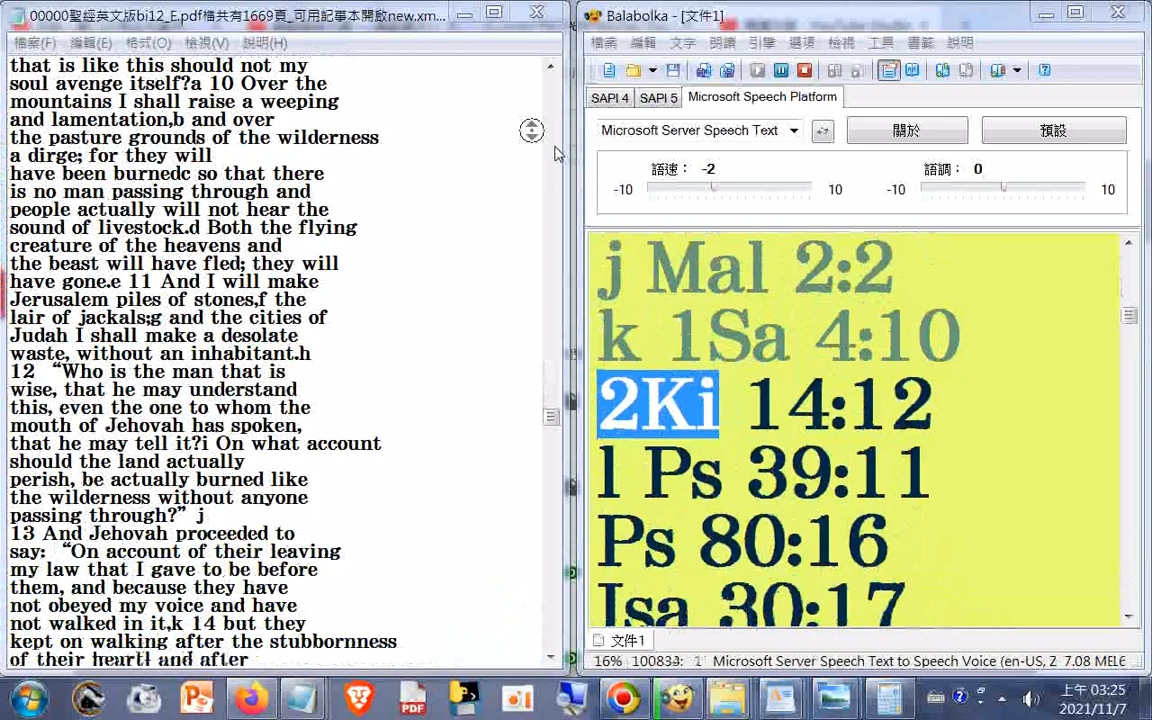 00000聖經英文版bi12_E.pdf檔共有1669頁_可用記事本開啟new.xm...
檔案(F) 編輯(E) 格式(O) 檢視(V) 說明(H)
that is like this should not my
soul avenge itself?a 10 Over the
mountains I shall raise a weeping
and lamentation,b and over
the pasture grounds of the wilderness
a dirge; for they will
have been burnedc so that there
is no man passing through and
people actually will not hear the
sound of livestock.d Both the flying
creature of the heavens and
the beast will have fled; they will
have gone.e 11 And I will make
Jerusalem piles of stones,f the
lair of jackals;g and the cities of
Judah I shall make a desolate
waste, without an inhabitant.h
12 “Who is the man that is
wise, that he may understand
this, even the one to whom the
mouth of Jehovah has spoken,
that he may tell it?i On what account
should the land actually
perish, be actually burned like
the wilderness without anyone
passing through?” j
13 And Jehovah proceeded to
say: “On account of their leaving
my law that I gave to be before
them, and because they have
not obeyed my voice and have
not walked in it,k 14 but they
kept on walking after the stubbornness
of their heartl and after
Balabolka - [文件1]
檔案 編輯 文字 朗讀 引擎 選項 檢視 工具 書籤 說明
SAPI 4 SAPI 5 Microsoft Speech Platform
Microsoft Server Speech Text 關於 預設
語速： -2 語調： 0
-10 10 -10 10
j Mal 2:2
k 1Sa 4:10
2Ki 14:12
l Ps 39:11
Ps 80:16
Isa 30:17
文件1
16% 100833: 1 Microsoft Server Speech Text to Speech Voice (en-US, Z 7.08 МБ
PDF
上午 03:25
2021/11/7